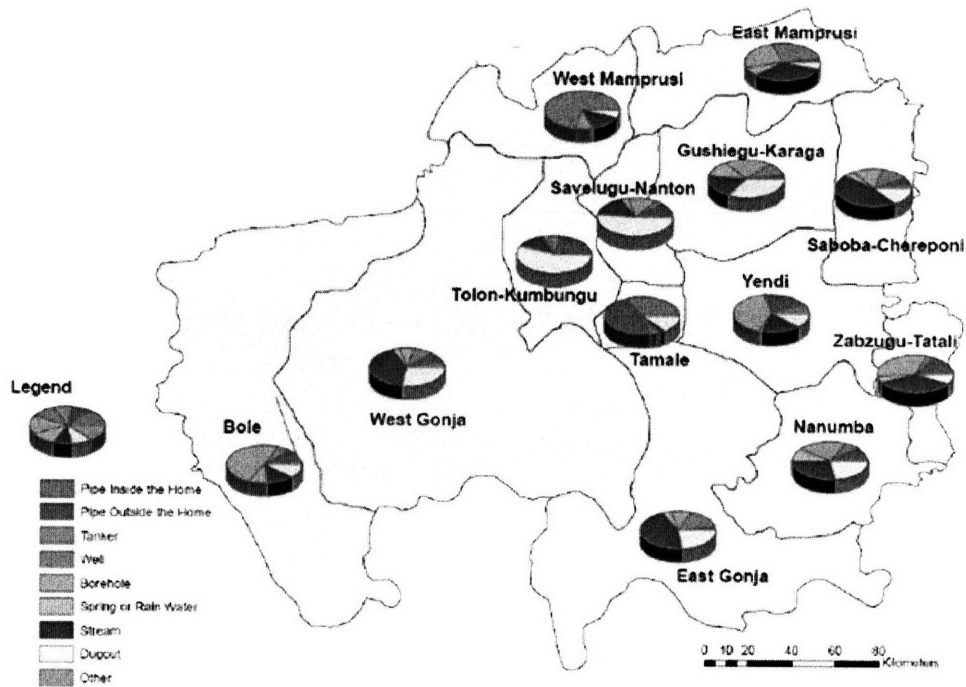 East Mamprusi
West Mamprusi
Gushiegu-Karaga
Savelugu-Nanton
Saboba-Chereponi
Tolon-Kumbungu
Yendi
Tamale
Zabzugu-Tatali
West Gonja
Legend
Bole
Nanumba
East Gonja
Pipe Inside the Home
Pipe Outside the Home
Tanker
Well
Borehole
Spring or Rain Water
Stream
Dugout
Other
0 10 20 40 60 80
Kilometers